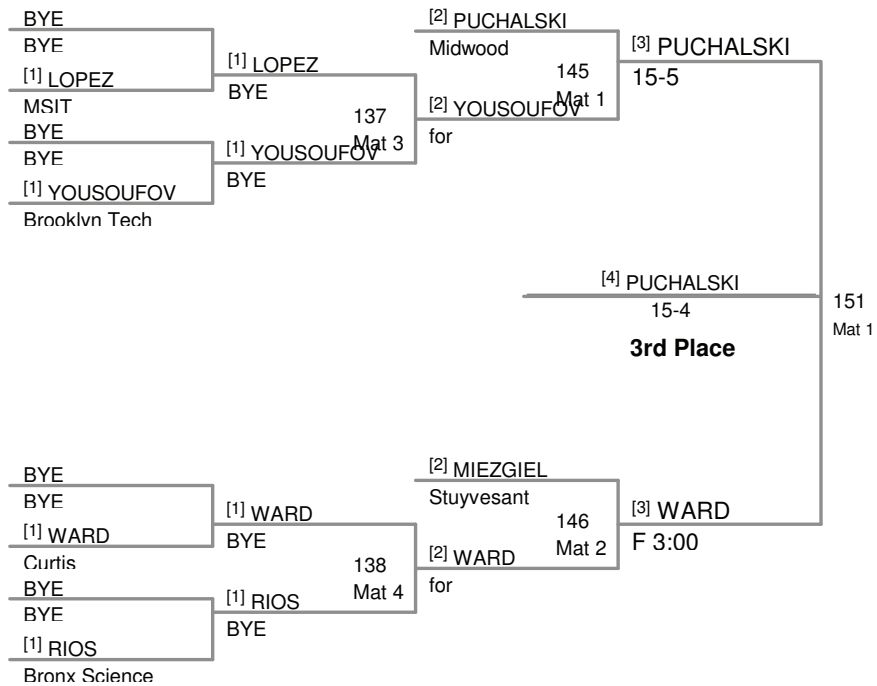 BYE
BYE
[1] LOPEZ
MSIT
BYE
BYE
[1] YOUSOUFOV
Brooklyn Tech
[1] LOPEZ
BYE
137
Mat 3
[1] YOUSOUFOV
BYE
[2] PUCHALSKI
Midwood
145
Mat 1
[2] YOUSOUFOV
for
[3] PUCHALSKI
15-5
[4] PUCHALSKI
15-4
3rd Place
151
Mat 1
BYE
BYE
[1] WARD
Curtis
BYE
BYE
[1] RIOS
Bronx Science
[1] WARD
BYE
138
Mat 4
[1] RIOS
BYE
[2] MIEZGIEL
Stuyvesant
146
Mat 2
[2] WARD
for
[3] WARD
F 3:00